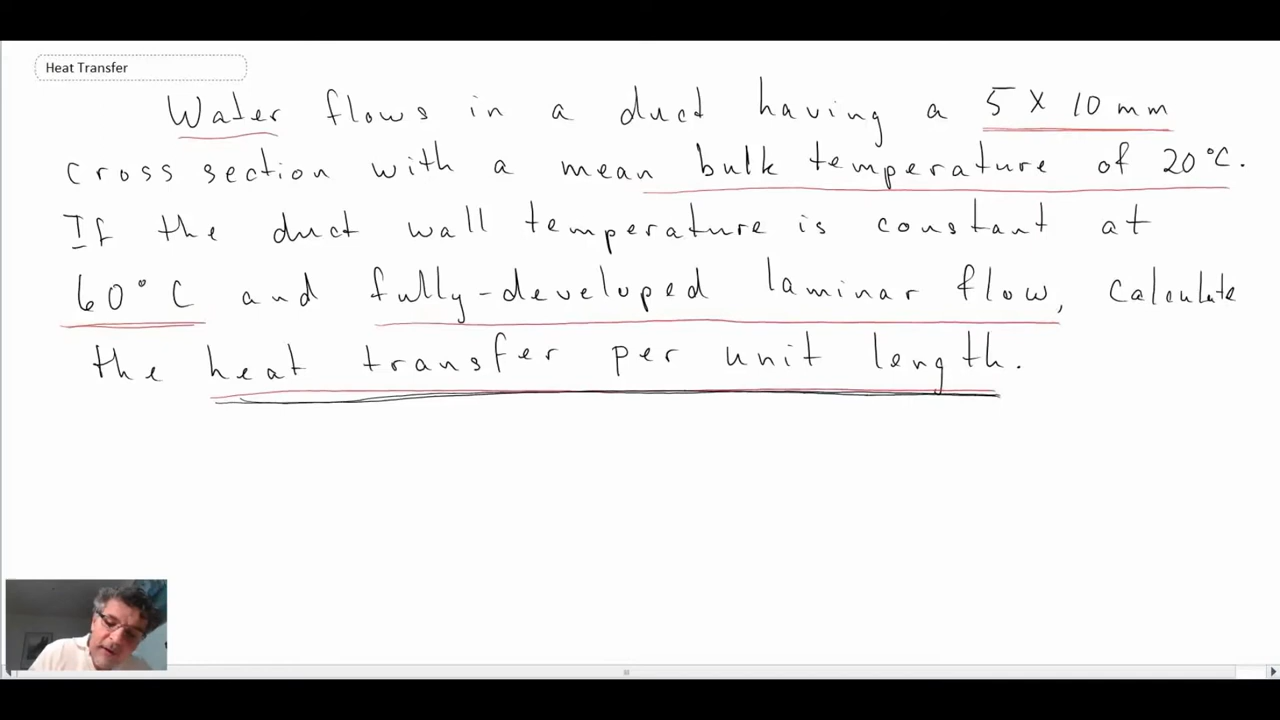 Heat Transfer
Water flows in a duct having a 5 X 10 mm
cross section with a mean bulk temperature of 20°C.
If the duct wall temperature is constant at
60°C and fully-developed laminar flow, calculate
the heat transfer per unit length.